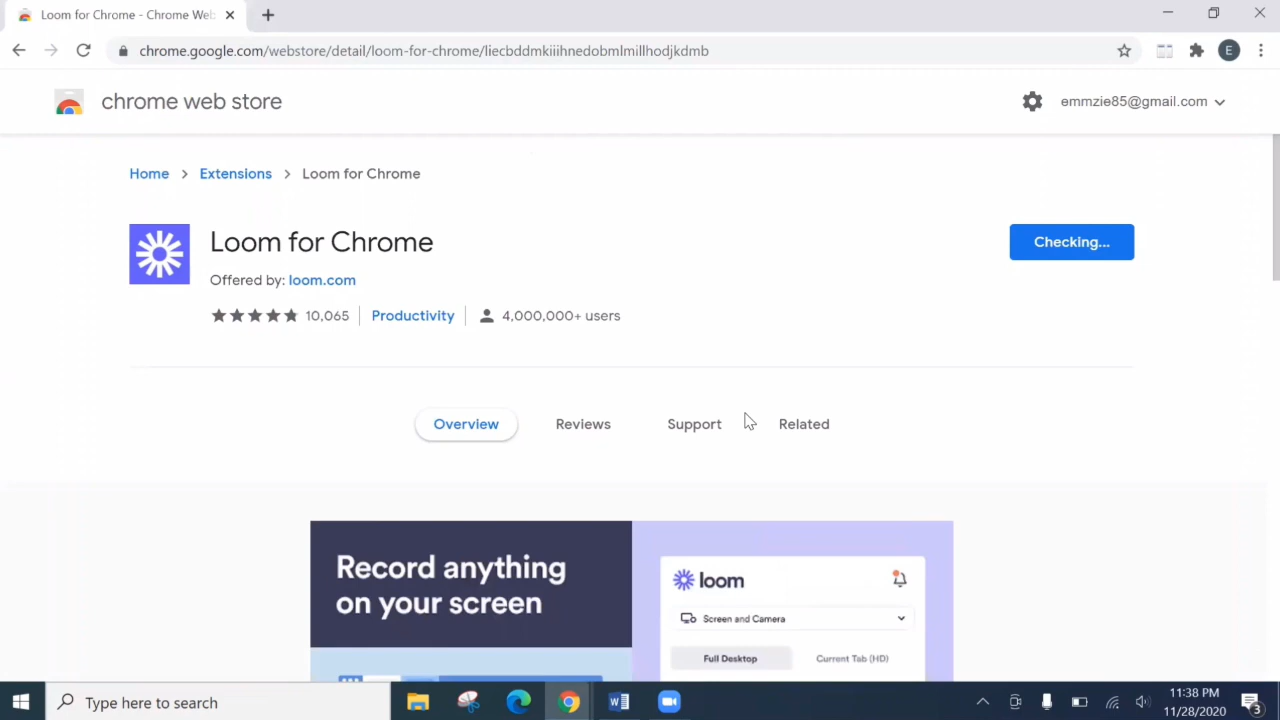 Loom for Chrome - Chrome Web
chrome.google.com/webstore/detail/loom-for-chrome/liecbddmkiiihnedobmlmillhodjkdmb
E
chrome web store
emmzie85@gmail.com
Home > Extensions > Loom for Chrome
Loom for Chrome
Checking...
Offered by: loom.com
10,065 Productivity 4,000,000+ users
Overview Reviews Support Related
Record anything
on your screen
loom
Screen and Camera
Full Desktop Current Tab (HD)
Type here to search
11:38 PM
11/28/2020
3